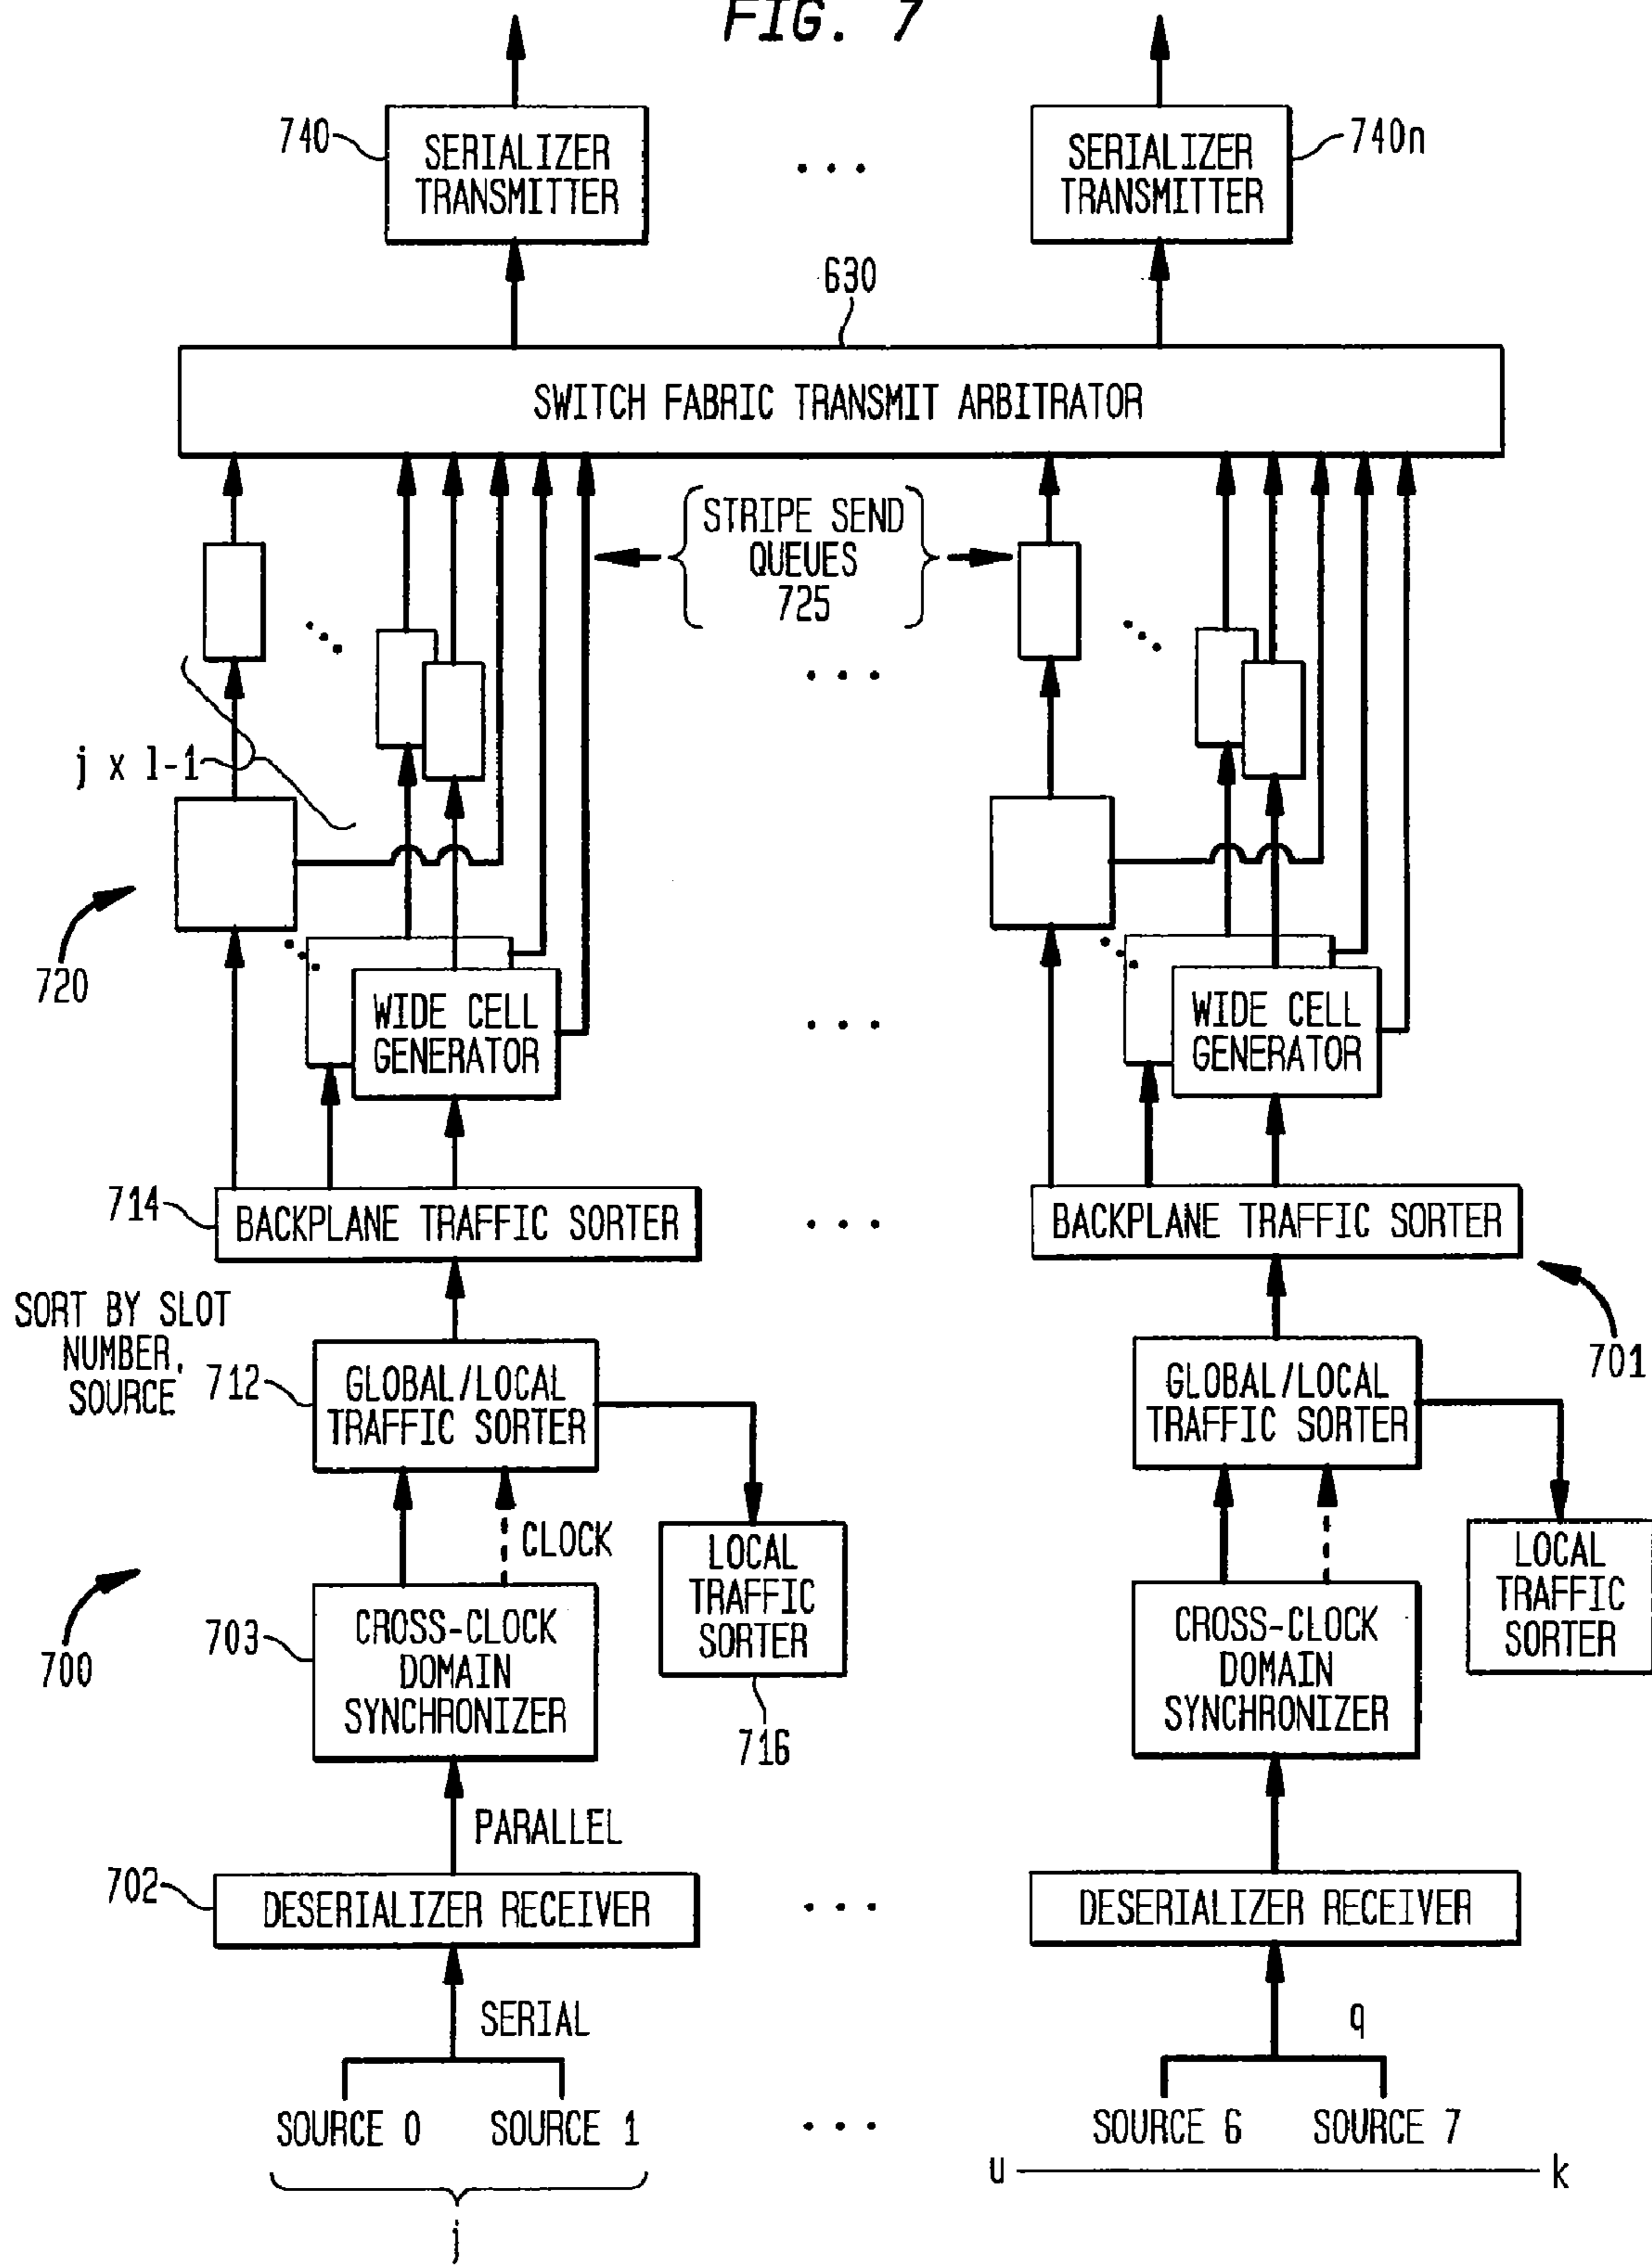 FIG. 7
740
SERIALIZER
TRANSMITTER
. . .
SERIALIZER
TRANSMITTER
740n
630
SWITCH FABRIC TRANSMIT ARBITRATOR
STRIPE SEND
QUEUES
725
j x l-1
720
WIDE CELL
GENERATOR
WIDE CELL
GENERATOR
714
BACKPLANE TRAFFIC SORTER
BACKPLANE TRAFFIC SORTER
701
SORT BY SLOT
NUMBER,
SOURCE
712
GLOBAL/LOCAL
TRAFFIC SORTER
GLOBAL/LOCAL
TRAFFIC SORTER
CLOCK
LOCAL
TRAFFIC
SORTER
716
LOCAL
TRAFFIC
SORTER
700
703
CROSS-CLOCK
DOMAIN
SYNCHRONIZER
CROSS-CLOCK
DOMAIN
SYNCHRONIZER
PARALLEL
702
DESERIALIZER RECEIVER
DESERIALIZER RECEIVER
SERIAL
q
SOURCE 0
SOURCE 1
. . .
SOURCE 6
SOURCE 7
u
k
j